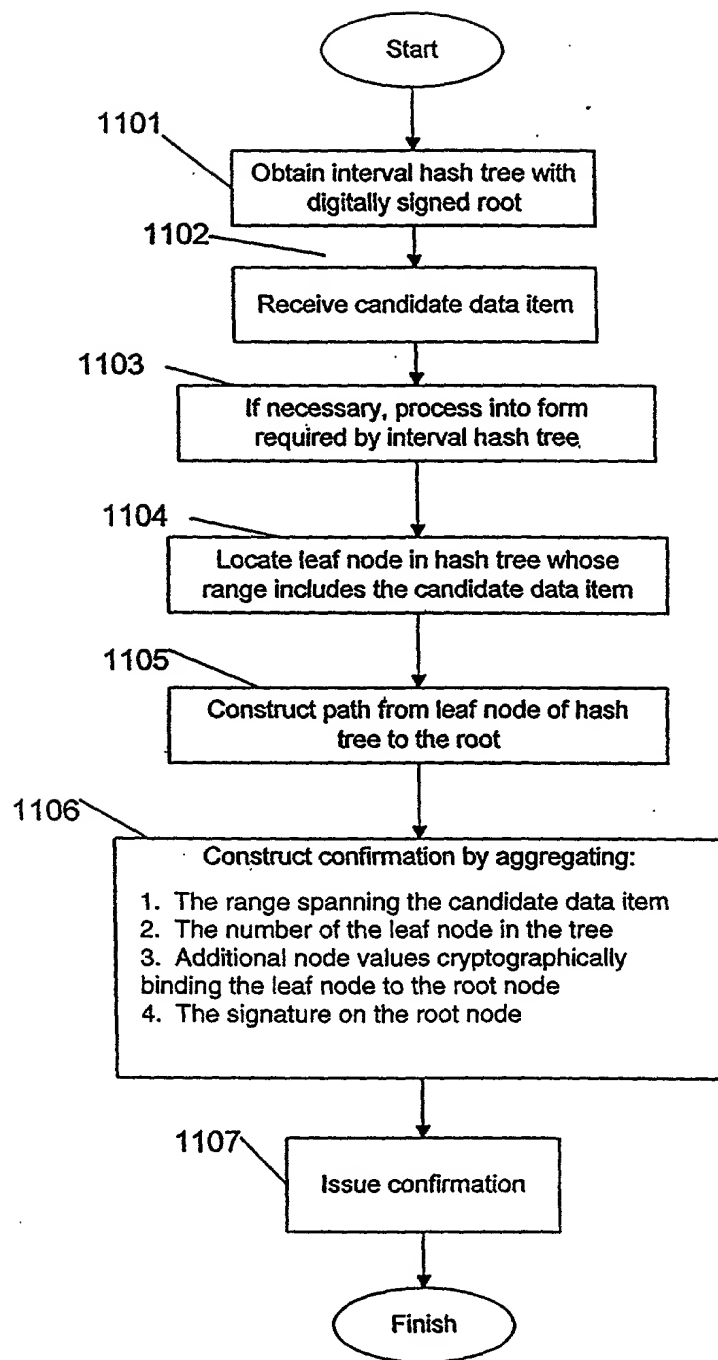 Start
1101
Obtain interval hash tree with
digitally signed root
1102
Receive candidate data item
1103
If necessary, process into form
required by interval hash tree.
1104
Locate leaf node in hash tree whose
range includes the candidate data item
1105
Construct path from leaf node of hash
tree to the root
1106
Construct confirmation by aggregating:
1. The range spanning the candidate data item
2. The number of the leaf node in the tree
3. Additional node values cryptographically
binding the leaf node to the root node
4. The signature on the root node
1107
Issue confirmation
Finish